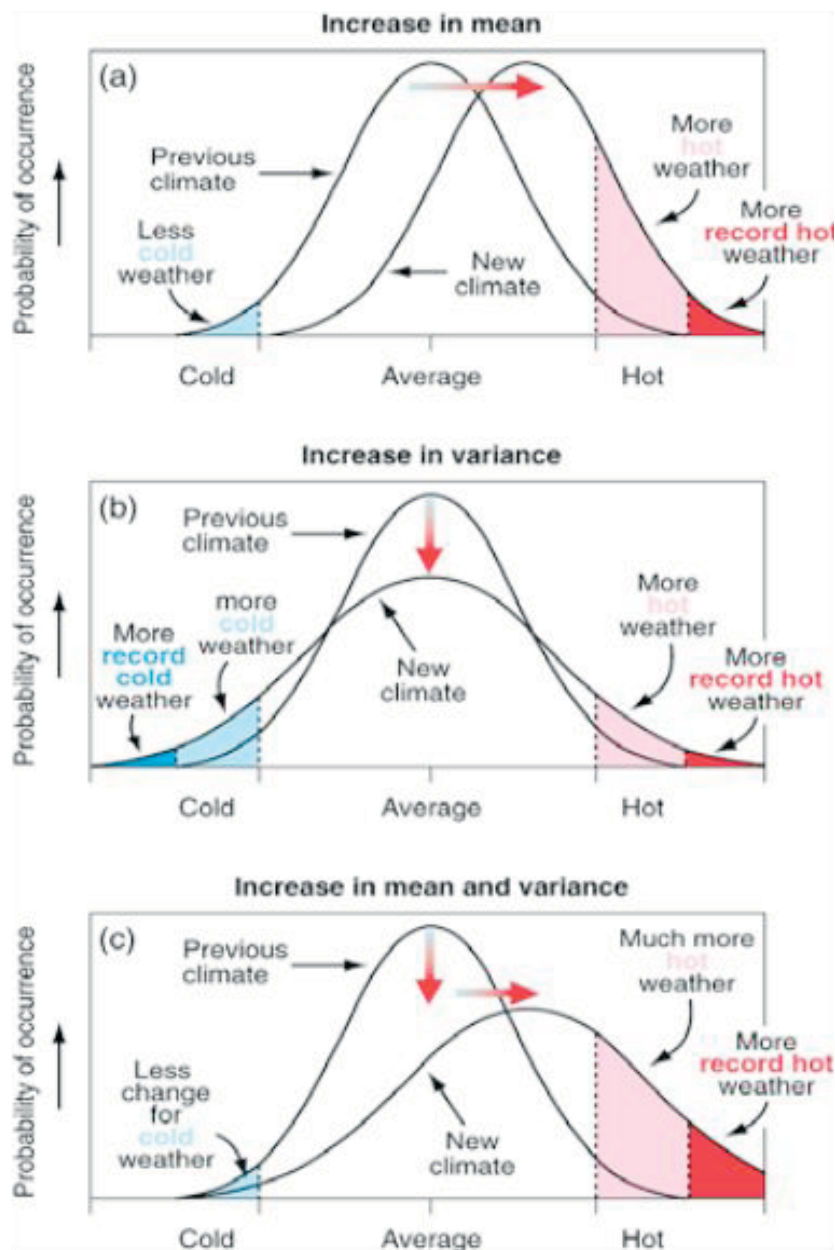 Increase in mean
(a)
Previous
climate
Less
cold
weather
New
climate
More
hot
weather
More
record hot
weather
Probability of occurrence
Cold
Average
Hot
Increase in variance
(b)
Previous
climate
more
cold
weather
More
record
cold
weather
New
climate
More
hot
weather
More
record hot
weather
Probability of occurrence
Cold
Average
Hot
Increase in mean and variance
(c)
Previous
climate
Less
change
for
cold
weather
New
climate
Much more
hot
weather
More
record hot
weather
Probability of occurrence
Cold
Average
Hot